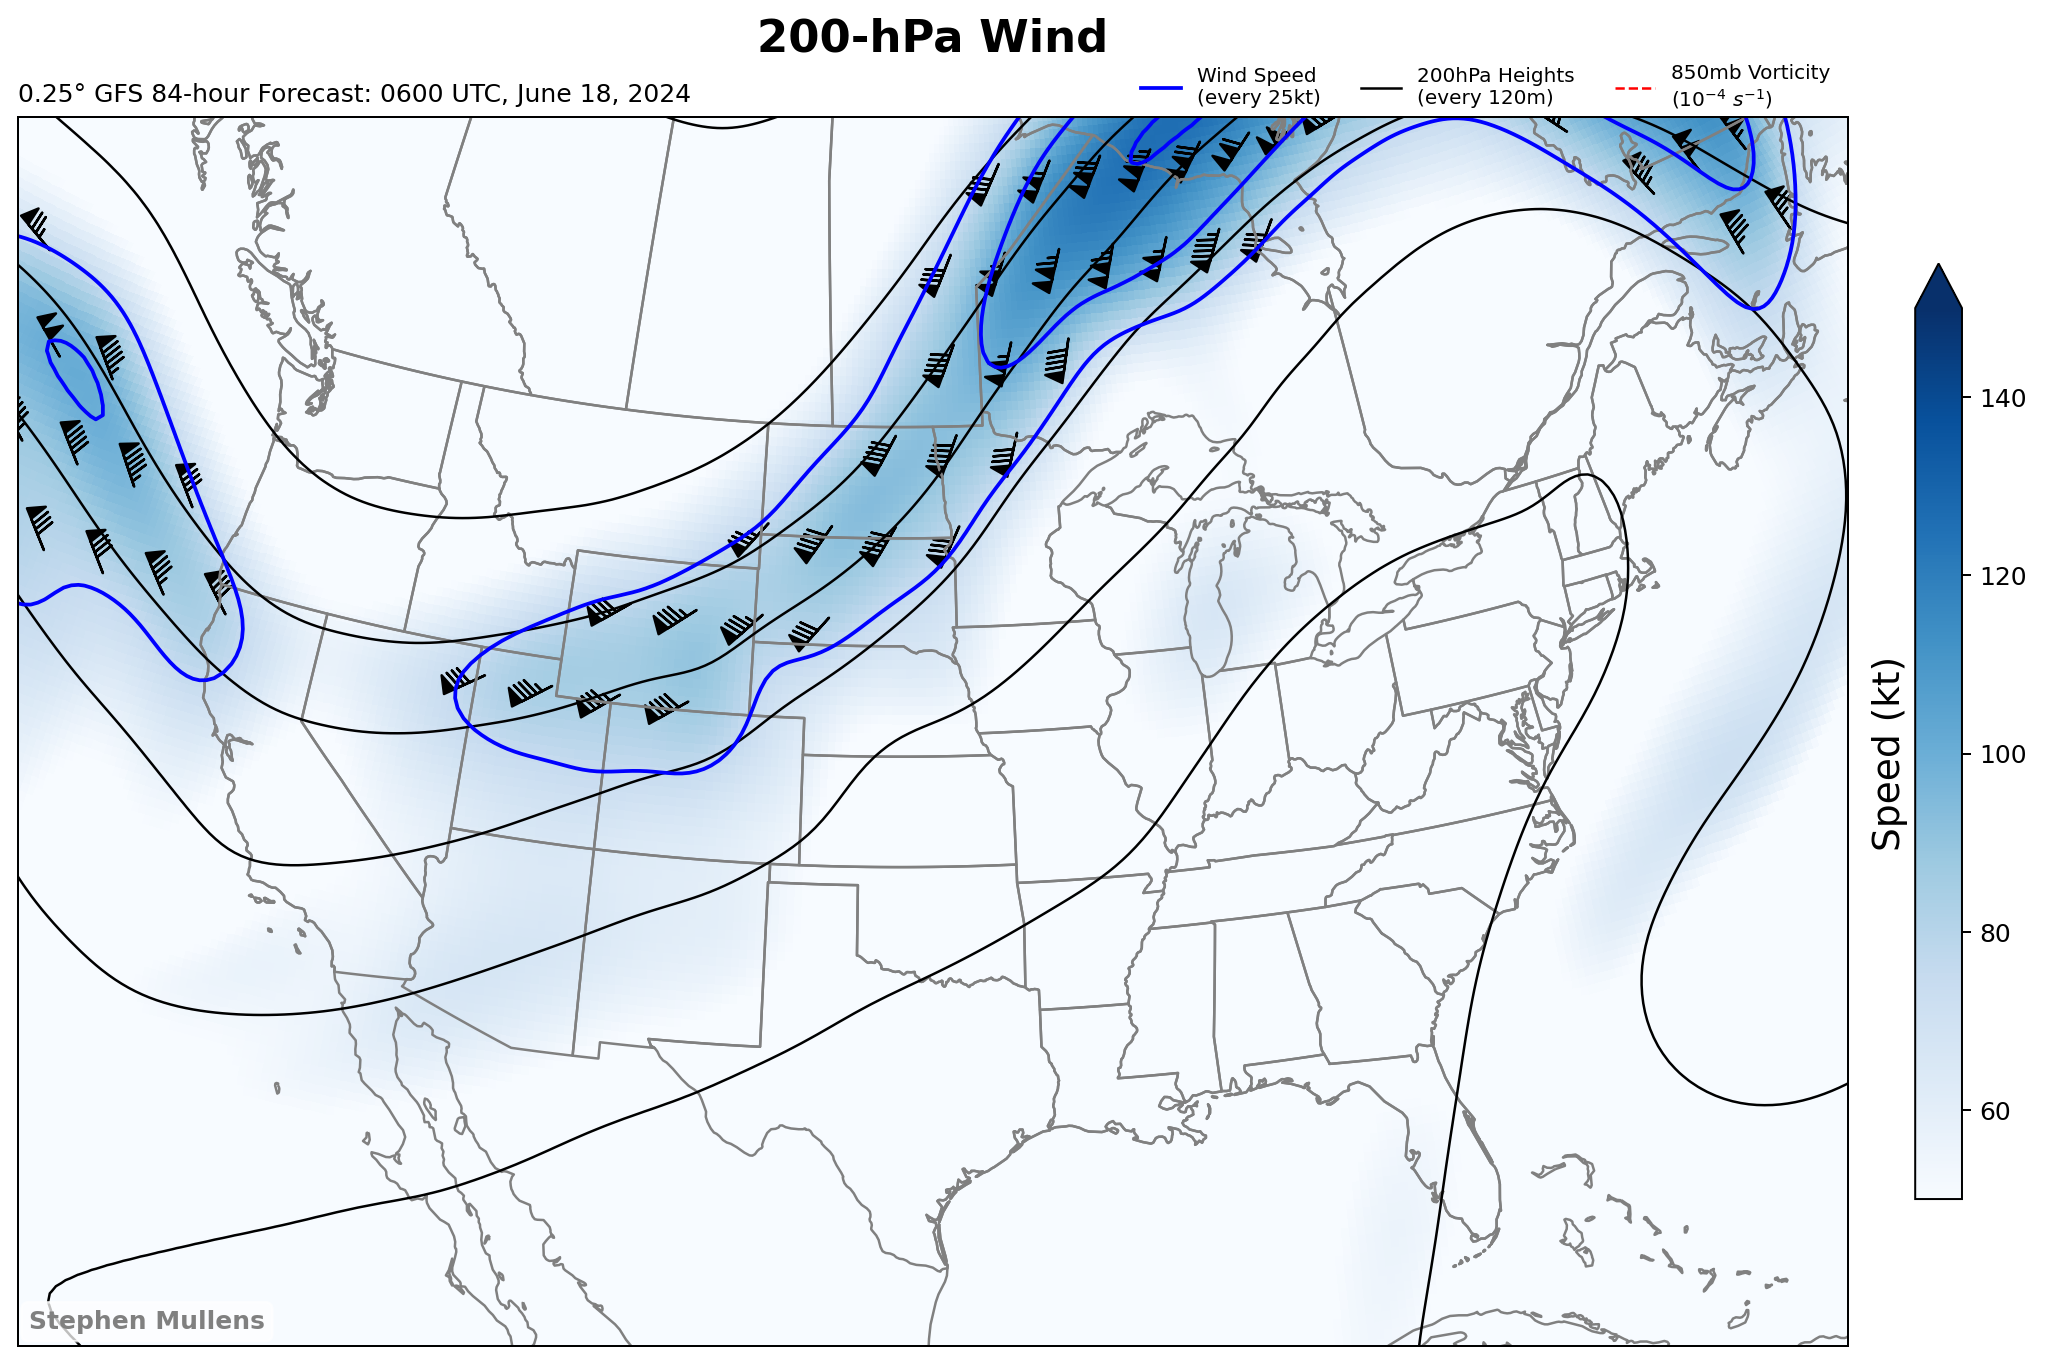 200-hPa Wind
0.25° GFS 84-hour Forecast: 0600 UTC, June 18, 2024
Wind Speed
(every 25kt)
200hPa Heights
(every 120m)
850mb Vorticity
(10⁻⁴ s⁻¹)
140
120
100
80
60
Speed (kt)
Stephen Mullens